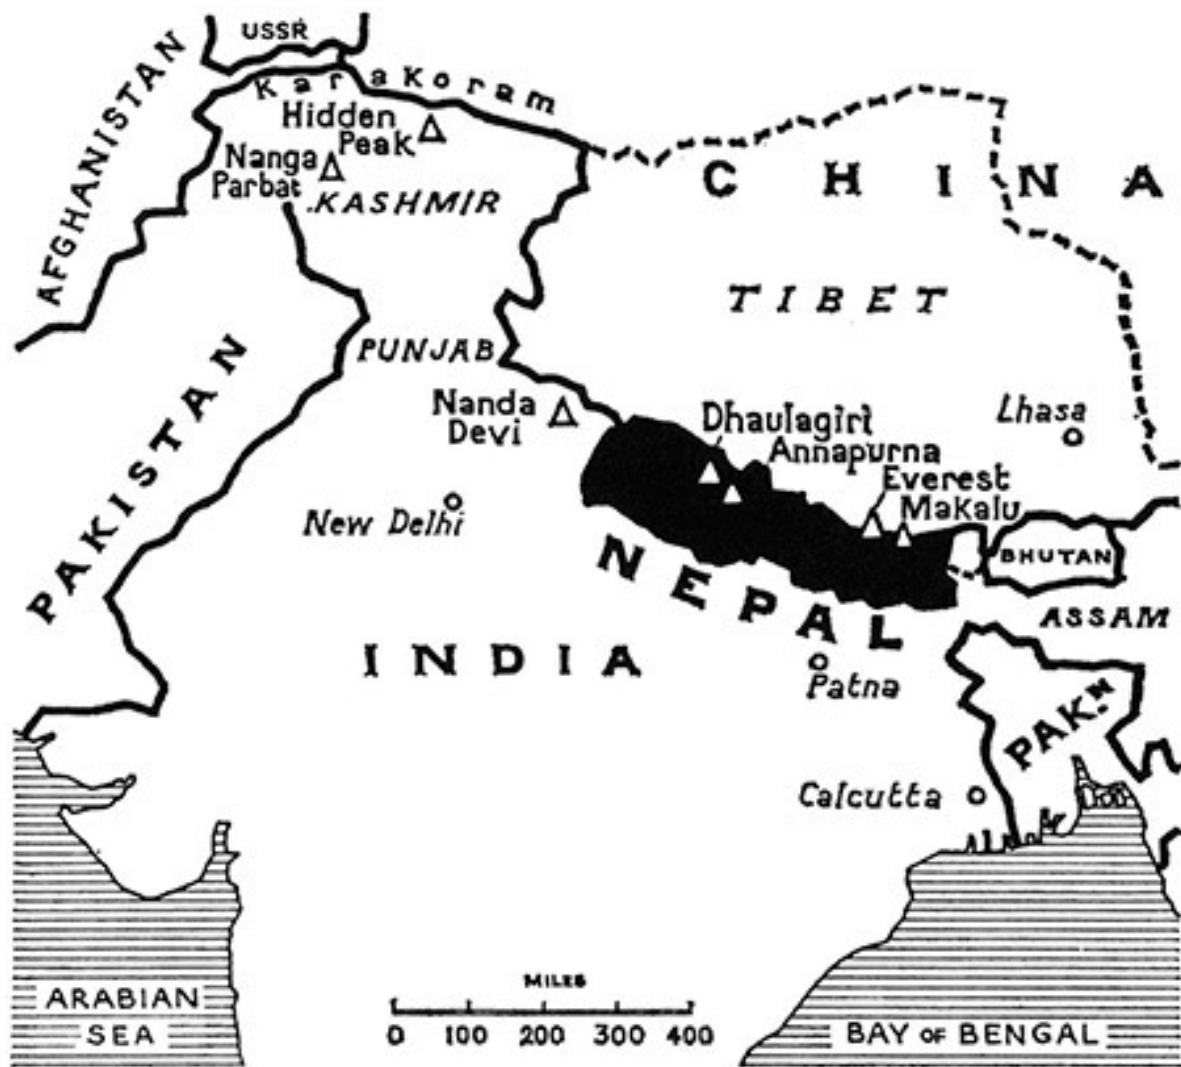 USSR
AFGHANISTAN
Karakoram
Hidden
Peak
Nanga
Parbat
KASHMIR
CHINA
TIBET
PUNJAB
PAKISTAN
Nanda
Devi
Dhaulagiri
Annapurna
Everest
Makalu
Lhasa
New Delhi
NEPAL
BHUTAN
ASSAM
INDIA
Patna
PAK.N
Calcutta
MILES
0 100 200 300 400
ARABIAN
SEA
BAY OF BENGAL